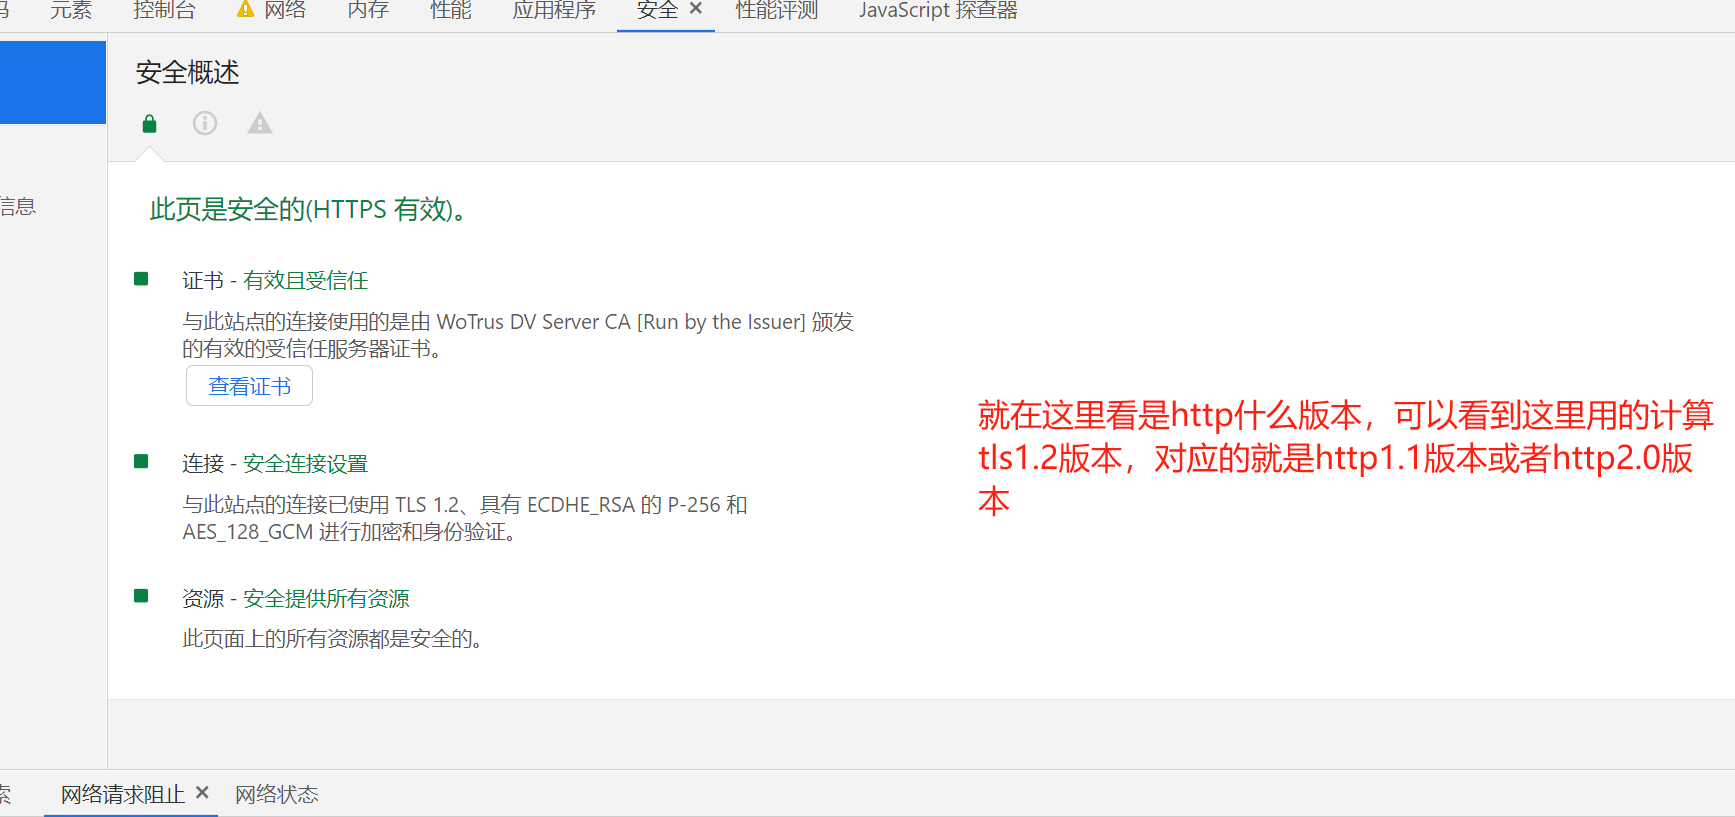 码 元素 控制台 网络 内存 性能 应用程序 安全 × 性能评测 JavaScript 探查器
安全概述
信息
此页是安全的(HTTPS 有效)。
证书 - 有效且受信任
与此站点的连接使用的是由 WoTrus DV Server CA [Run by the Issuer] 颁发
的有效的受信任服务器证书。
查看证书
就在这里看是http什么版本，可以看到这里用的计算
tls1.2版本，对应的就是http1.1版本或者http2.0版
本
连接 - 安全连接设置
与此站点的连接已使用 TLS 1.2、具有 ECDHE_RSA 的 P-256 和
AES_128_GCM 进行加密和身份验证。
资源 - 安全提供所有资源
此页面上的所有资源都是安全的。
索 网络请求阻止 × 网络状态